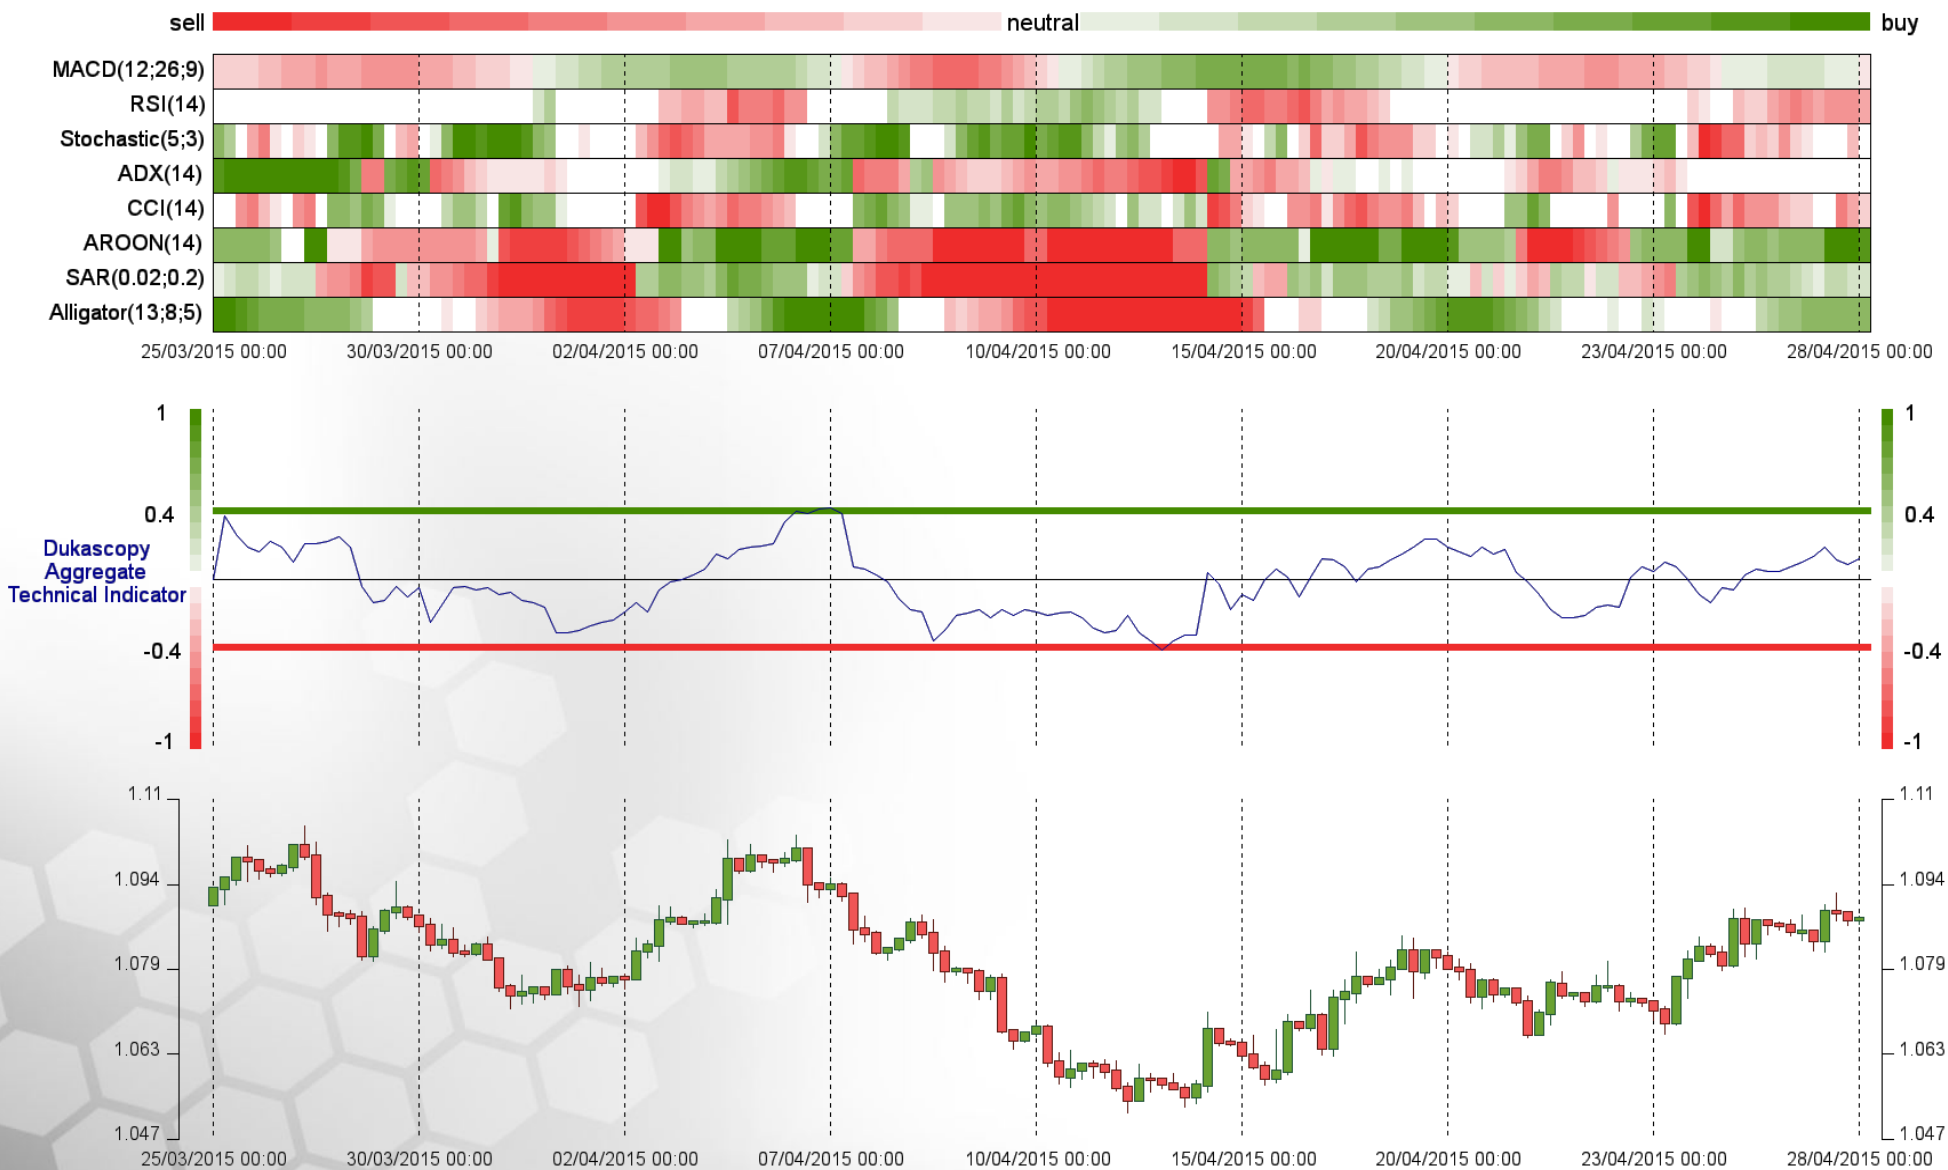 sell neutral buy
MACD(12;26;9)
RSI(14)
Stochastic(5;3)
ADX(14)
CCI(14)
AROON(14)
SAR(0.02;0.2)
Alligator(13;8;5)
25/03/2015 00:00 30/03/2015 00:00 02/04/2015 00:00 07/04/2015 00:00 10/04/2015 00:00 15/04/2015 00:00 20/04/2015 00:00 23/04/2015 00:00 28/04/2015 00:00
1 1
0.4 0.4
Dukascopy
Aggregate
Technical Indicator
-0.4 -0.4
-1 -1
1.11 1.11
1.094 1.094
1.079 1.079
1.063 1.063
1.047 1.047
25/03/2015 00:00 30/03/2015 00:00 02/04/2015 00:00 07/04/2015 00:00 10/04/2015 00:00 15/04/2015 00:00 20/04/2015 00:00 23/04/2015 00:00 28/04/2015 00:00